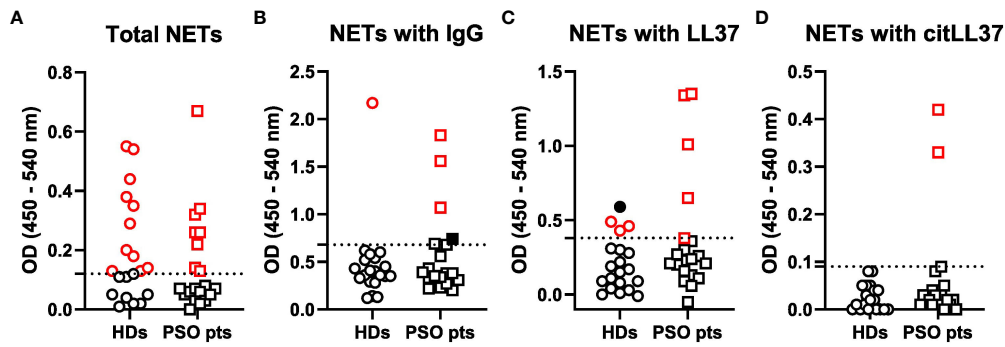 A
Total NETs
OD (450 - 540 nm)
0.8
0.6
0.4
0.2
0.0
HDs PSO pts
B
NETs with IgG
OD (450 - 540 nm)
2.5
2.0
1.5
1.0
0.5
0.0
HDs PSO pts
C
NETs with LL37
OD (450 - 540 nm)
1.5
1.0
0.5
0.0
HDs PSO pts
D
NETs with citLL37
OD (450 - 540 nm)
0.5
0.4
0.3
0.2
0.1
0.0
HDs PSO pts